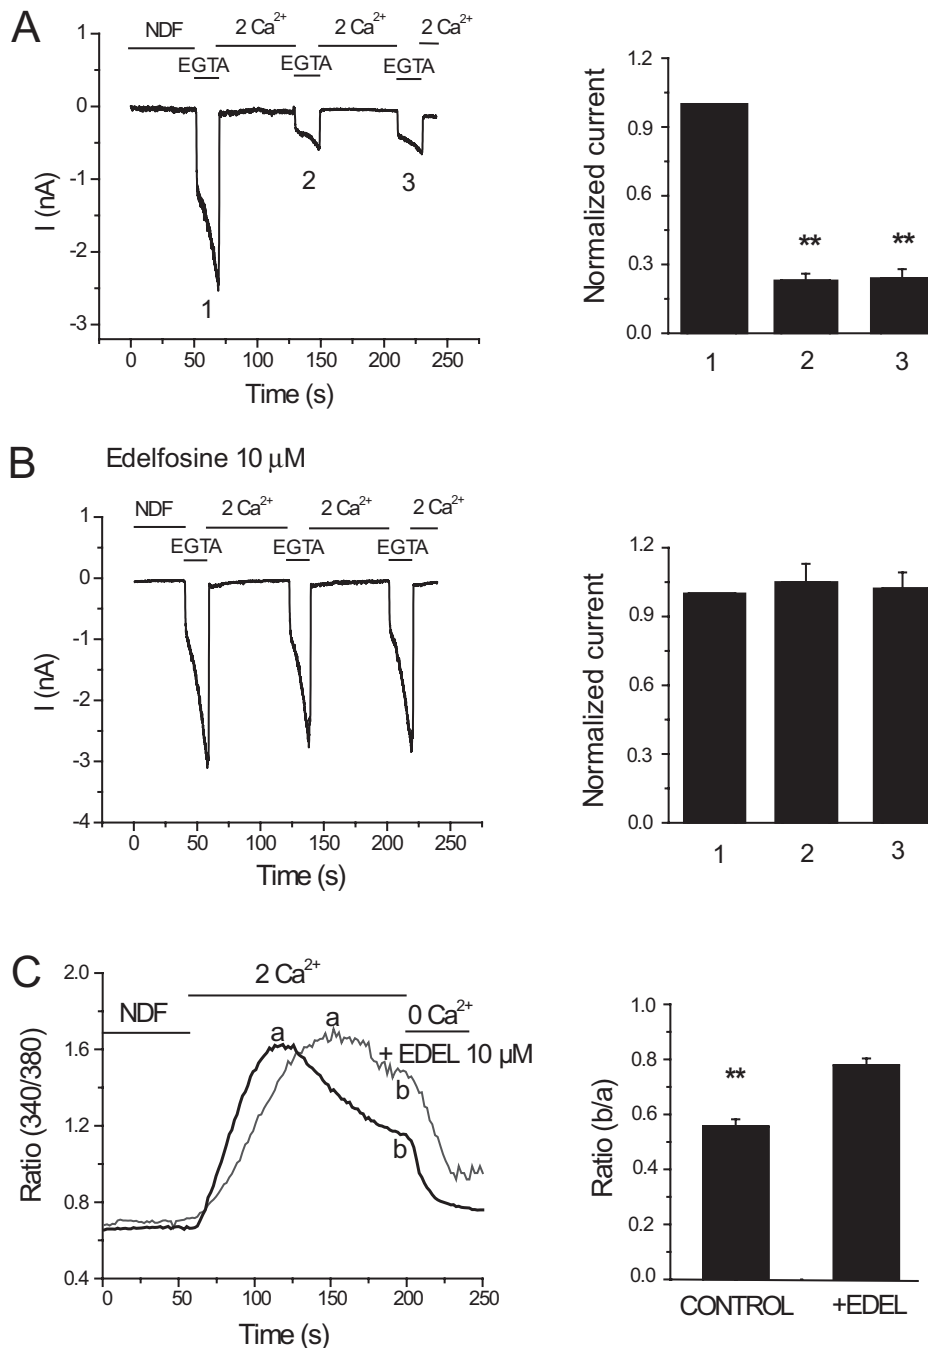 A
NDF 2 Ca²⁺ 2 Ca²⁺ 2 Ca²⁺
EGTA EGTA EGTA
1
0
-1
-2
-3
I (nA)
1 2 3
0 50 100 150 200 250
Time (s)
1.2
0.9
0.6
0.3
0.0
Normalized current
** **
1 2 3
B Edelfosine 10 μM
NDF 2 Ca²⁺ 2 Ca²⁺ 2 Ca²⁺
EGTA EGTA EGTA
1
0
-1
-2
-3
-4
I (nA)
0 50 100 150 200 250
Time (s)
1.2
0.9
0.6
0.3
0.0
Normalized current
1 2 3
C
2 Ca²⁺
NDF 0 Ca²⁺
a a + EDEL 10 μM
b
b
2.0
1.6
1.2
0.8
0.4
Ratio (340/380)
0 50 100 150 200 250
Time (s)
1.0
0.8
0.6
0.4
0.2
0.0
Ratio (b/a)
**
CONTROL +EDEL